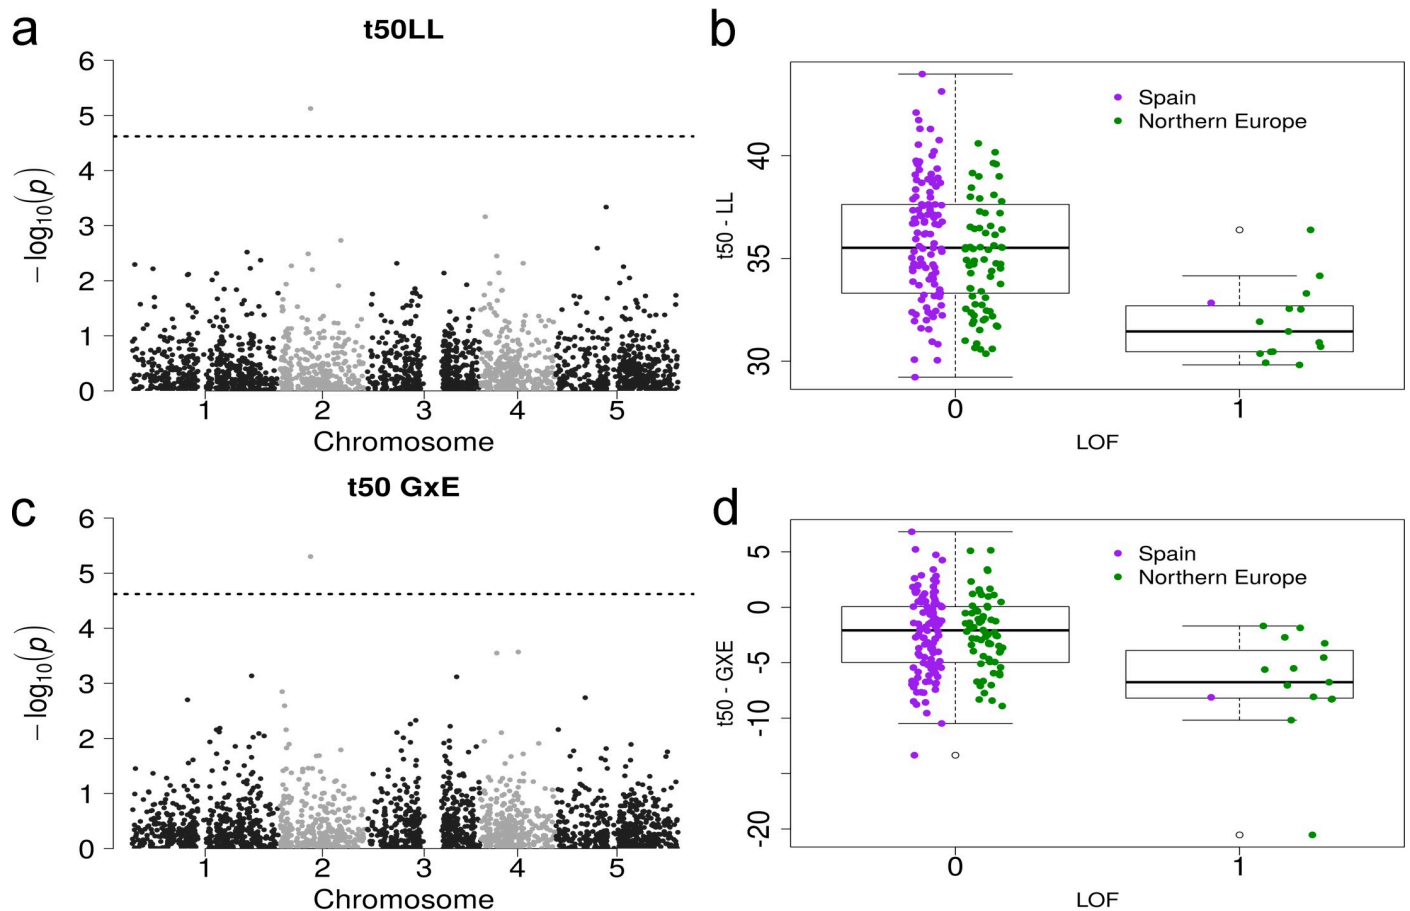 a
t50LL
6
5
4
3
2
1
0
−log10(p)
1 2 3 4 5
Chromosome
b
Spain
Northern Europe
40
35
30
t50 - LL
0 1
LOF
c
t50 GxE
6
5
4
3
2
1
0
−log10(p)
1 2 3 4 5
Chromosome
d
Spain
Northern Europe
5
0
-5
-10
-20
t50 - GXE
0 1
LOF